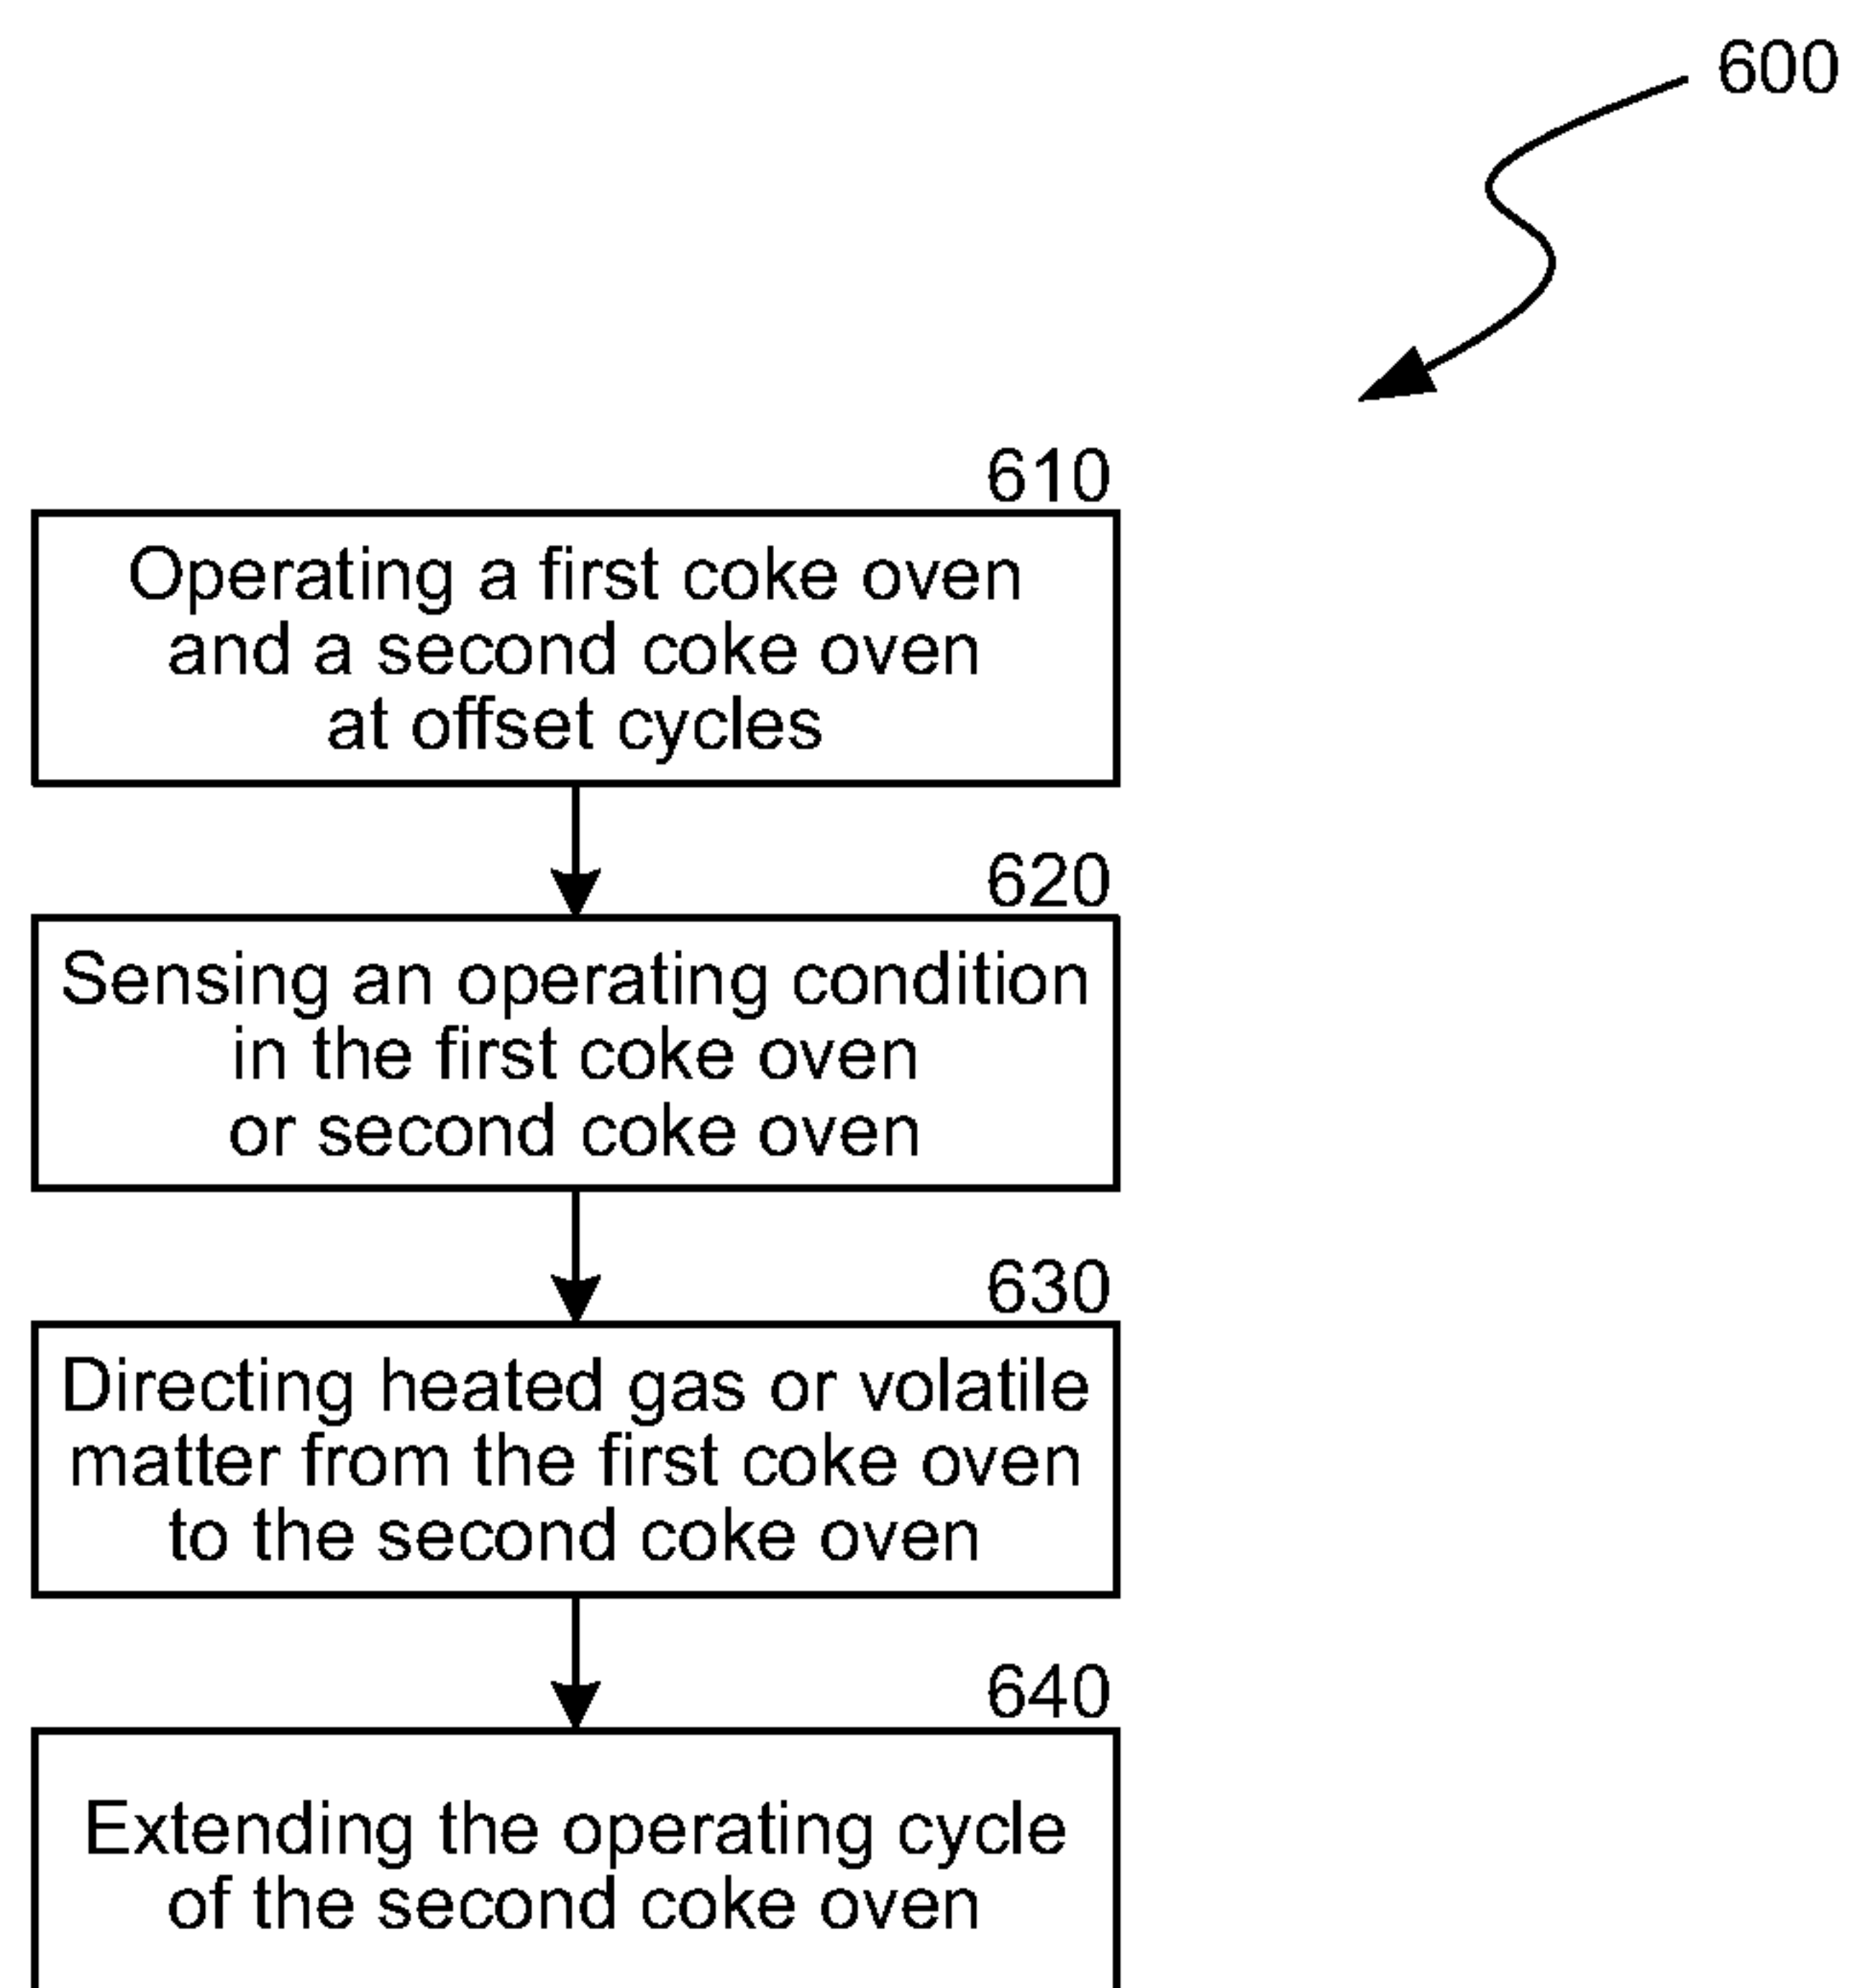 600
610
Operating a first coke oven
and a second coke oven
at offset cycles
620
Sensing an operating condition
in the first coke oven
or second coke oven
630
Directing heated gas or volatile
matter from the first coke oven
to the second coke oven
640
Extending the operating cycle
of the second coke oven